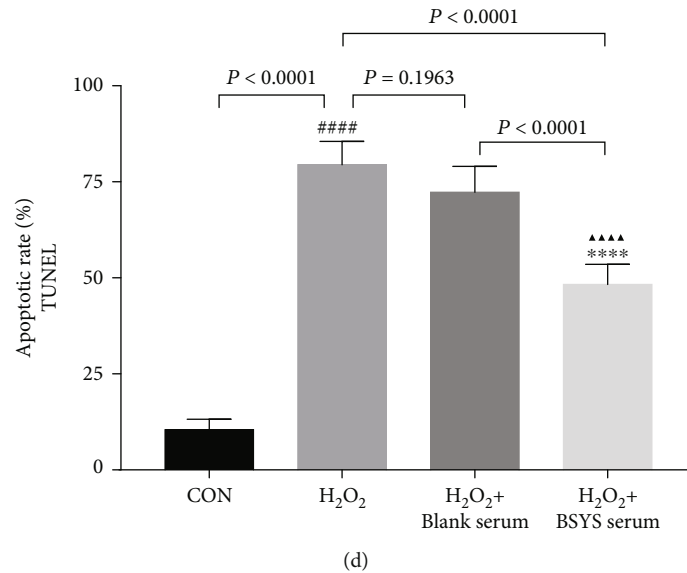 P < 0.0001
P < 0.0001
P = 0.1963
P < 0.0001
####
▲▲▲▲
****
100
75
50
25
0
Apoptotic rate (%)
TUNEL
CON
H₂O₂
H₂O₂+
Blank serum
H₂O₂+
BSYS serum
(d)